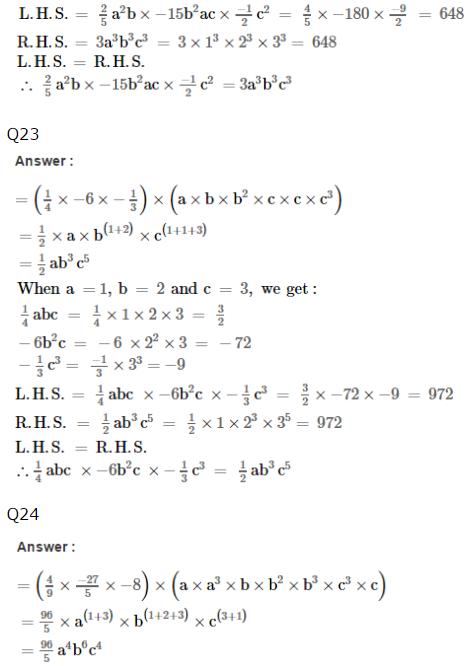 L.H.S. = 2/5 a²b × −15b²ac × −1/2 c² = 4/5 × −180 × −9/2 = 648
R.H.S. = 3a³b³c³ = 3 × 1³ × 2³ × 3³ = 648
L.H.S. = R.H.S.
∴ 2/5 a²b × −15b²ac × −1/2 c² = 3a³b³c³
Q23
Answer :
= (1/4 × −6 × −1/3) × (a × b × b² × c × c × c³)
= 1/2 × a × b^(1+2) × c^(1+1+3)
= 1/2 ab³c⁵
When a = 1, b = 2 and c = 3, we get :
1/4 abc = 1/4 × 1 × 2 × 3 = 3/2
−6b²c = −6 × 2² × 3 = −72
−1/3 c³ = −1/3 × 3³ = −9
L.H.S. = 1/4 abc × −6b²c × −1/3 c³ = 3/2 × −72 × −9 = 972
R.H.S. = 1/2 ab³c⁵ = 1/2 × 1 × 2³ × 3⁵ = 972
L.H.S. = R.H.S.
∴ 1/4 abc × −6b²c × −1/3 c³ = 1/2 ab³c⁵
Q24
Answer :
= (4/9 × −27/5 × −8) × (a × a³ × b × b² × b³ × c³ × c)
= 96/5 × a^(1+3) × b^(1+2+3) × c^(3+1)
= 96/5 a⁴b⁶c⁴